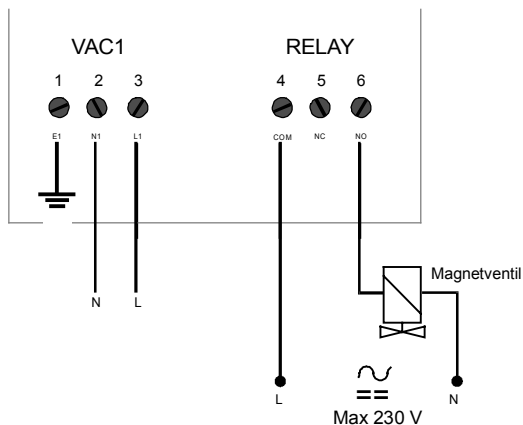 VAC1 RELAY
1 2 3 4 5 6
E1 N1 L1 COM NC NO
Magnetventil
N L
L N
Max 230 V